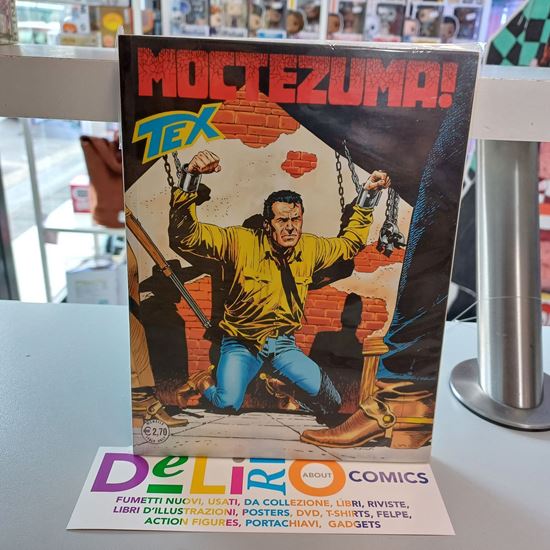 MOCTEZUMA!
TEX
€ 2,70
DeLiRiO ABOUT COMICS
FUMETTI NUOVI, USATI, DA COLLEZIONE, LIBRI, RIVISTE,
LIBRI D'ILLUSTRAZIONI, POSTERS, DVD, T-SHIRTS, FELPE,
ACTION FIGURES, PORTACHIAVI, GADGETS